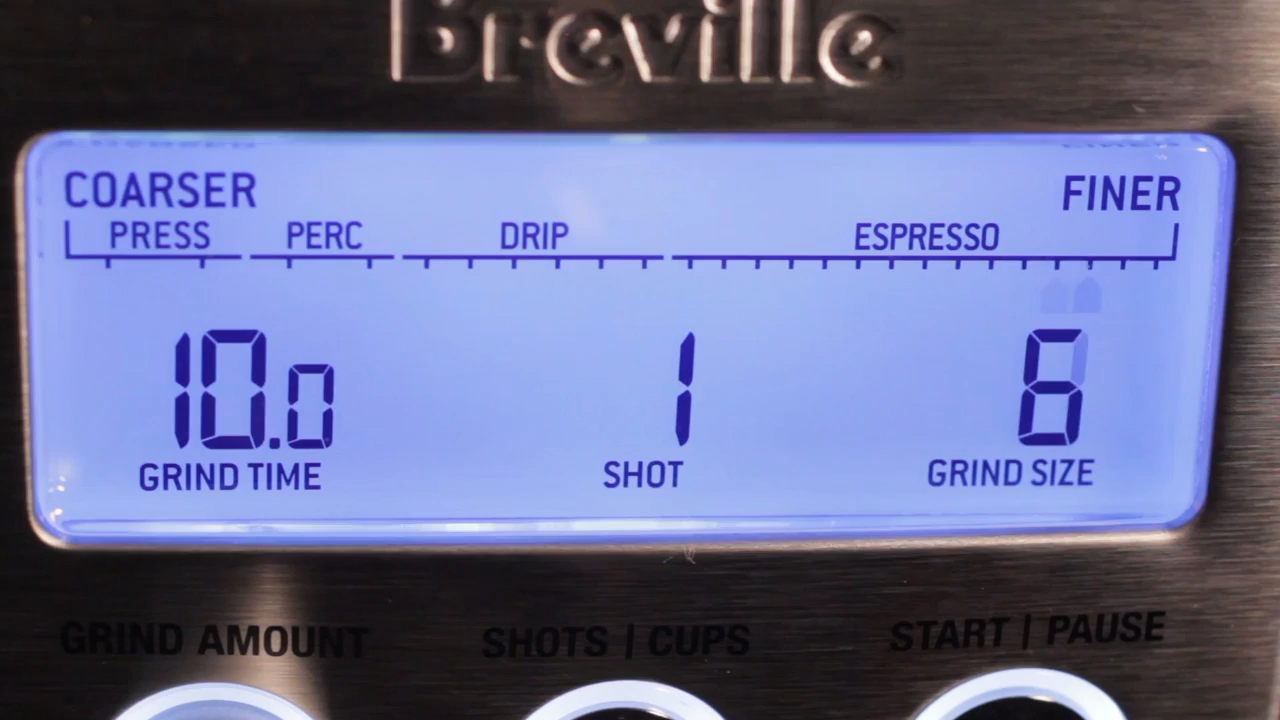 Breville
COARSER FINER
PRESS PERC DRIP ESPRESSO
10.0 1 6
GRIND TIME SHOT GRIND SIZE
GRIND AMOUNT SHOTS | CUPS START | PAUSE